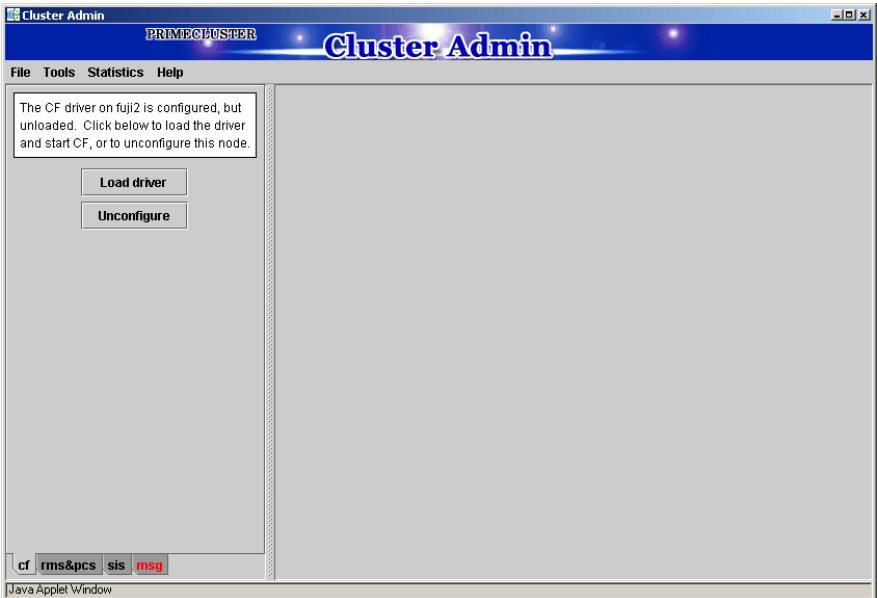 Cluster Admin
PRIMECLUSTER
Cluster Admin
File Tools Statistics Help
The CF driver on fuji2 is configured, but
unloaded. Click below to load the driver
and start CF, or to unconfigure this node.
Load driver
Unconfigure
cf rms&pcs sis msg
Java Applet Window